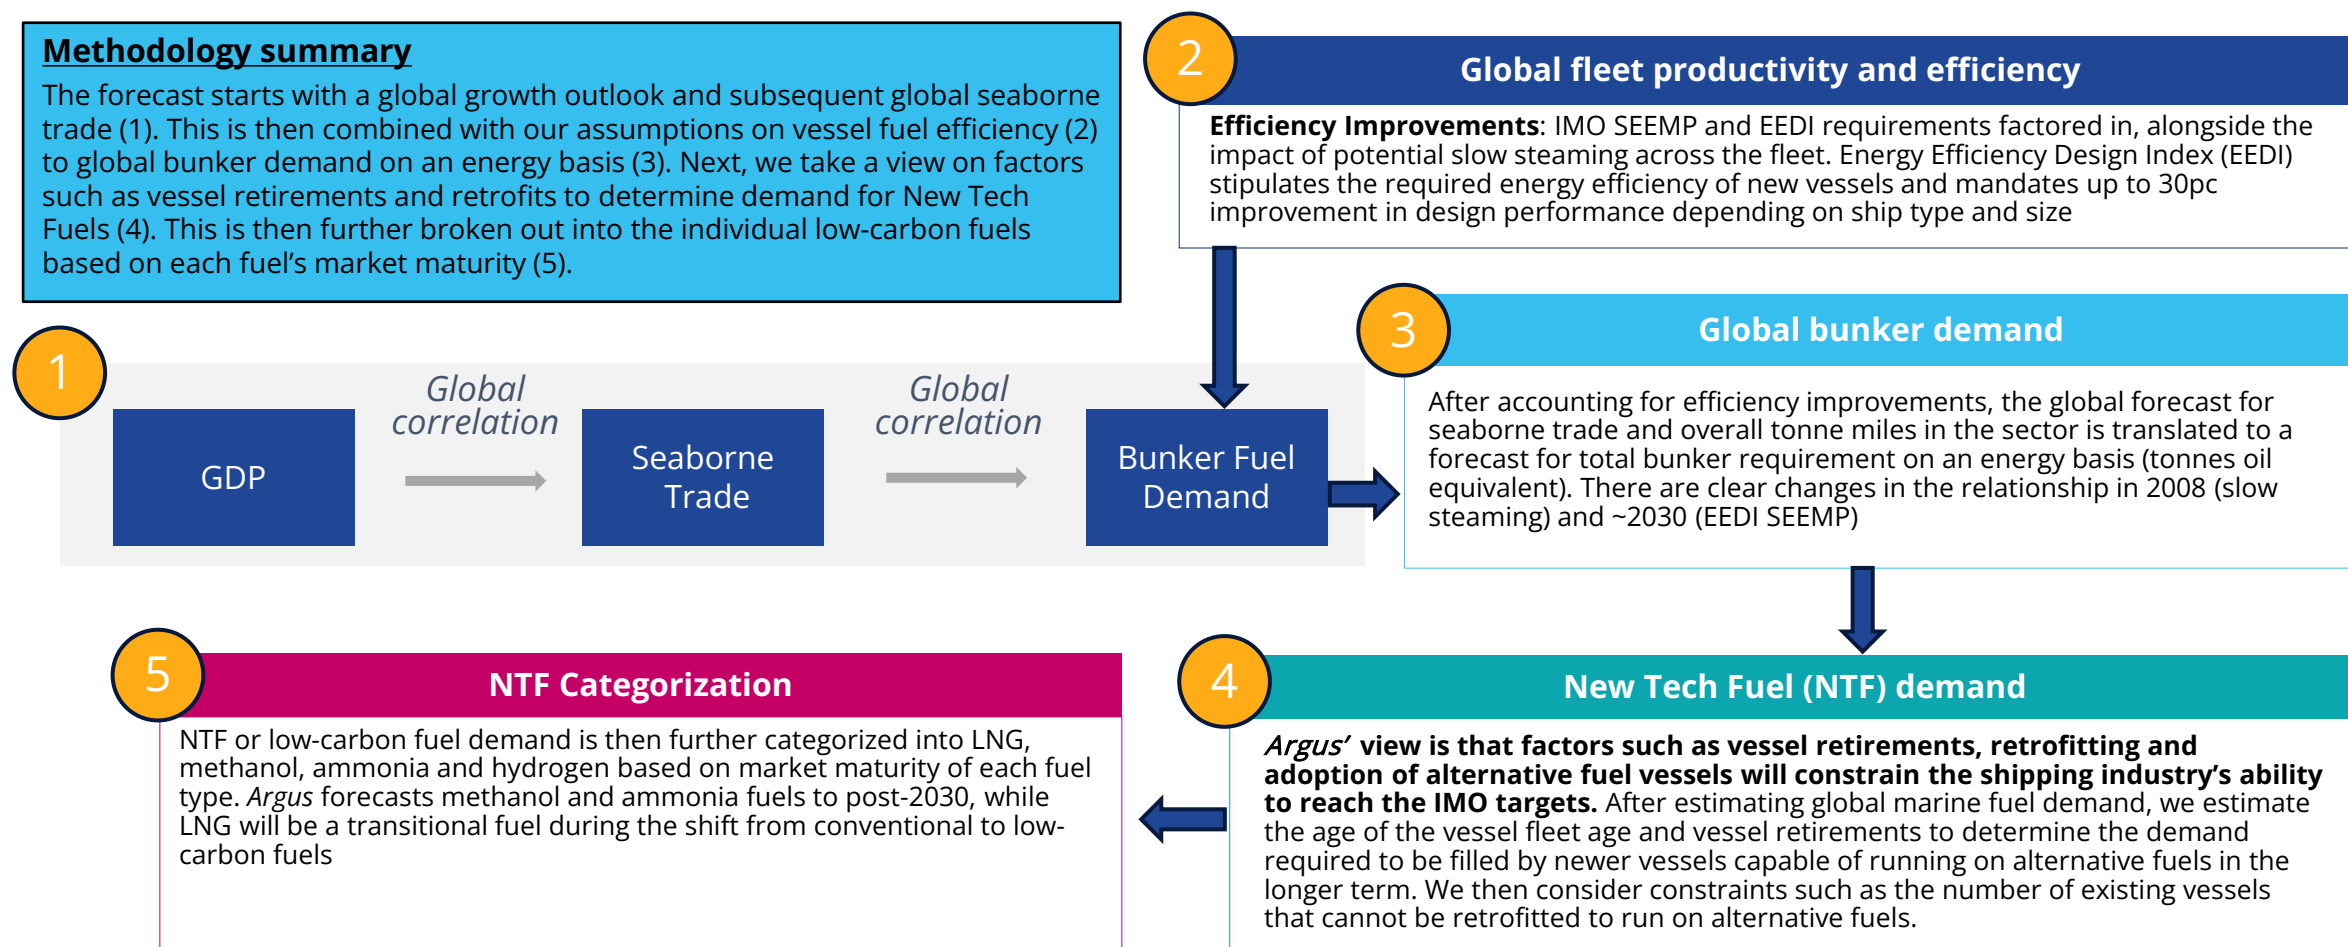 Methodology summary
The forecast starts with a global growth outlook and subsequent global seaborne
trade (1). This is then combined with our assumptions on vessel fuel efficiency (2)
to global bunker demand on an energy basis (3). Next, we take a view on factors
such as vessel retirements and retrofits to determine demand for New Tech
Fuels (4). This is then further broken out into the individual low-carbon fuels
based on each fuel's market maturity (5).
2
Global fleet productivity and efficiency
Efficiency Improvements: IMO SEEMP and EEDI requirements factored in, alongside the
impact of potential slow steaming across the fleet. Energy Efficiency Design Index (EEDI)
stipulates the required energy efficiency of new vessels and mandates up to 30pc
improvement in design performance depending on ship type and size
1
GDP
Global
correlation
Seaborne
Trade
Global
correlation
Bunker Fuel
Demand
3
Global bunker demand
After accounting for efficiency improvements, the global forecast for
seaborne trade and overall tonne miles in the sector is translated to a
forecast for total bunker requirement on an energy basis (tonnes oil
equivalent). There are clear changes in the relationship in 2008 (slow
steaming) and ~2030 (EEDI SEEMP)
4
New Tech Fuel (NTF) demand
Argus' view is that factors such as vessel retirements, retrofitting and
adoption of alternative fuel vessels will constrain the shipping industry's ability
to reach the IMO targets. After estimating global marine fuel demand, we estimate
the age of the vessel fleet age and vessel retirements to determine the demand
required to be filled by newer vessels capable of running on alternative fuels in the
longer term. We then consider constraints such as the number of existing vessels
that cannot be retrofitted to run on alternative fuels.
5
NTF Categorization
NTF or low-carbon fuel demand is then further categorized into LNG,
methanol, ammonia and hydrogen based on market maturity of each fuel
type. Argus forecasts methanol and ammonia fuels to post-2030, while
LNG will be a transitional fuel during the shift from conventional to low-
carbon fuels